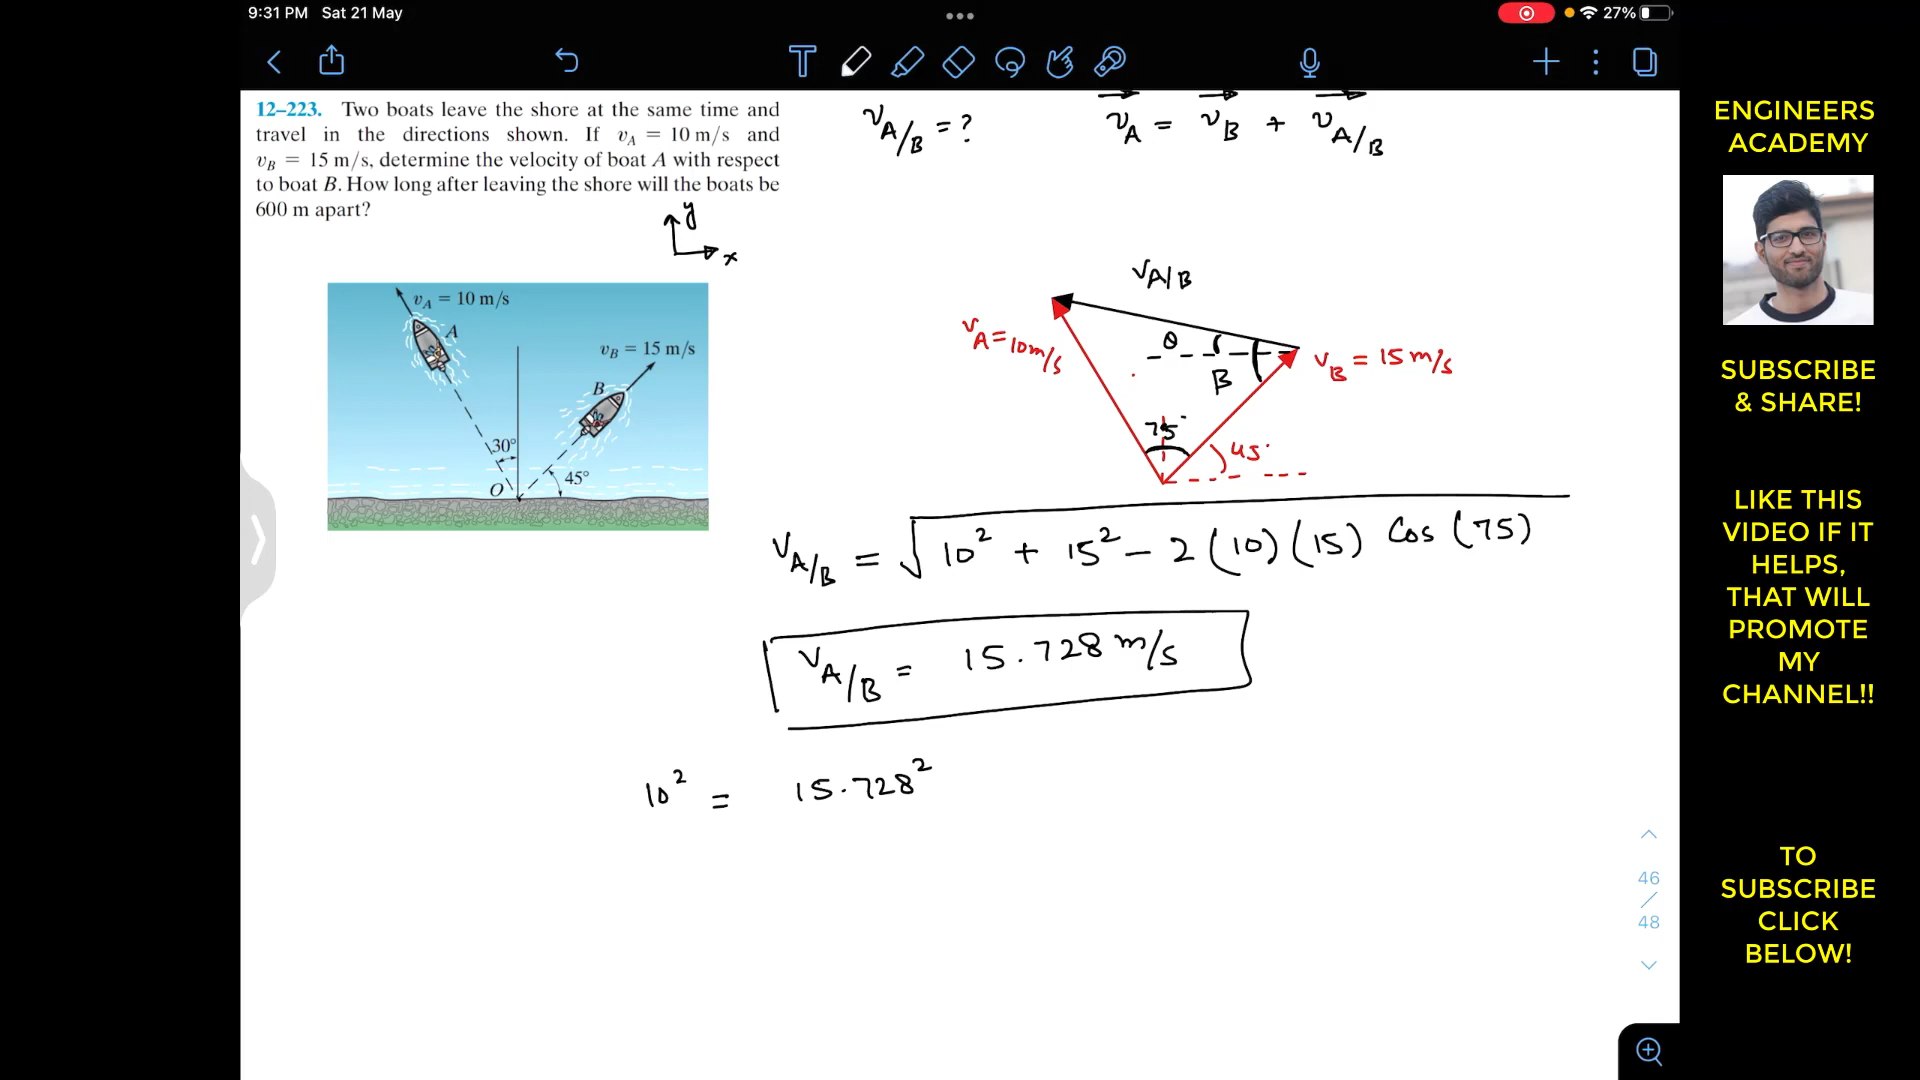 9:31 PM Sat 21 May
27%
12–223. Two boats leave the shore at the same time and
travel in the directions shown. If v_A = 10 m/s and
v_B = 15 m/s, determine the velocity of boat A with respect
to boat B. How long after leaving the shore will the boats be
600 m apart?
y
x
v_A = 10 m/s
A
v_B = 15 m/s
B
30°
45°
O
v_A/B = ?
v_A = v_B + v_A/B
v_A/B
v_A = 10 m/s
θ
β
v_B = 15 m/s
75°
45°
v_A/B = √10² + 15² − 2 (10) (15) Cos (75)
v_A/B = 15.728 m/s
10² = 15.728²
46
/
48
ENGINEERS
ACADEMY
SUBSCRIBE
& SHARE!
LIKE THIS
VIDEO IF IT
HELPS,
THAT WILL
PROMOTE
MY
CHANNEL!!
TO
SUBSCRIBE
CLICK
BELOW!